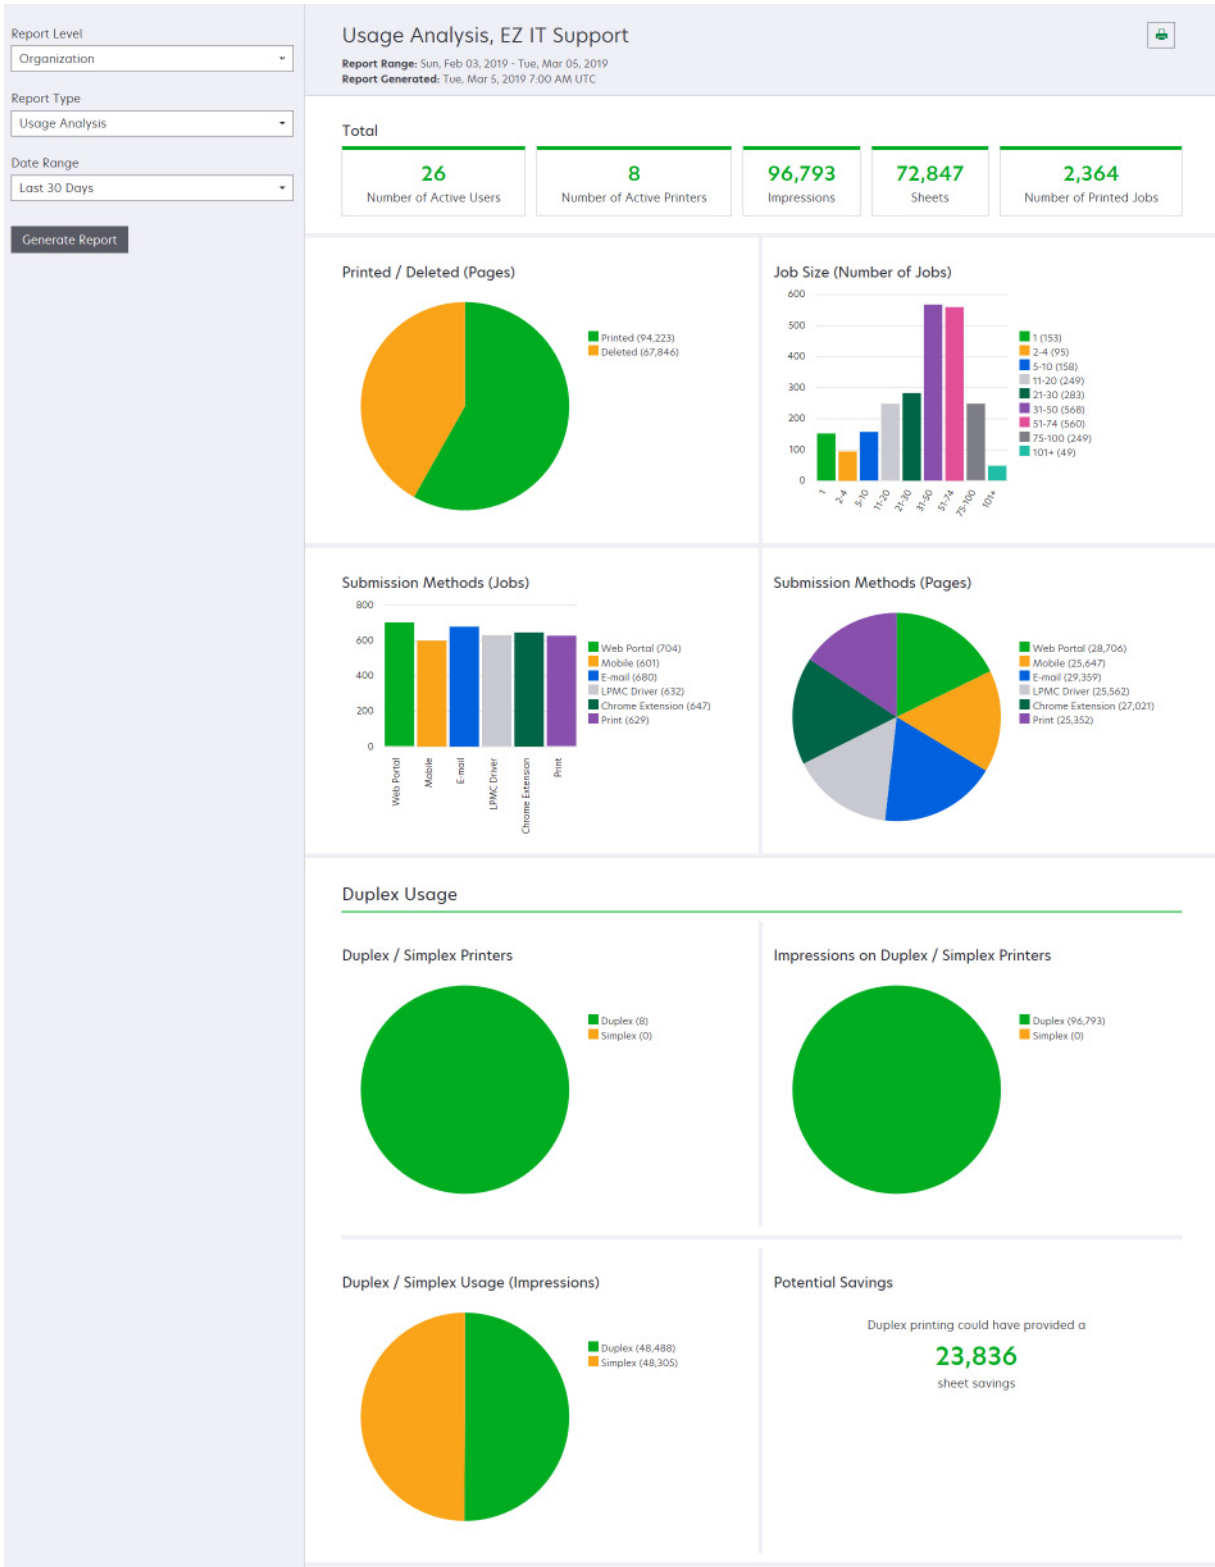 Report Level
Organization
Report Type
Usage Analysis
Date Range
Last 30 Days
Generate Report
Usage Analysis, EZ IT Support
Report Range: Sun, Feb 03, 2019 - Tue, Mar 05, 2019
Report Generated: Tue, Mar 5, 2019 7:00 AM UTC
Total
26
Number of Active Users
8
Number of Active Printers
96,793
Impressions
72,847
Sheets
2,364
Number of Printed Jobs
Printed / Deleted (Pages)
Printed (94,223)
Deleted (67,846)
Job Size (Number of Jobs)
600
500
400
300
200
100
0
1
2-4
5-10
11-20
21-30
31-50
51-74
75-100
101+
1 (153)
2-4 (95)
5-10 (158)
11-20 (249)
21-30 (283)
31-50 (568)
51-74 (560)
75-100 (249)
101+ (49)
Submission Methods (Jobs)
800
600
400
200
0
Web Portal
Mobile
E-mail
LPMC Driver
Chrome Extension
Print
Web Portal (704)
Mobile (601)
E-mail (680)
LPMC Driver (632)
Chrome Extension (647)
Print (629)
Submission Methods (Pages)
Web Portal (28,706)
Mobile (25,647)
E-mail (29,359)
LPMC Driver (25,562)
Chrome Extension (27,021)
Print (25,352)
Duplex Usage
Duplex / Simplex Printers
Duplex (8)
Simplex (0)
Impressions on Duplex / Simplex Printers
Duplex (96,793)
Simplex (0)
Duplex / Simplex Usage (Impressions)
Duplex (48,488)
Simplex (48,305)
Potential Savings
Duplex printing could have provided a
23,836
sheet savings